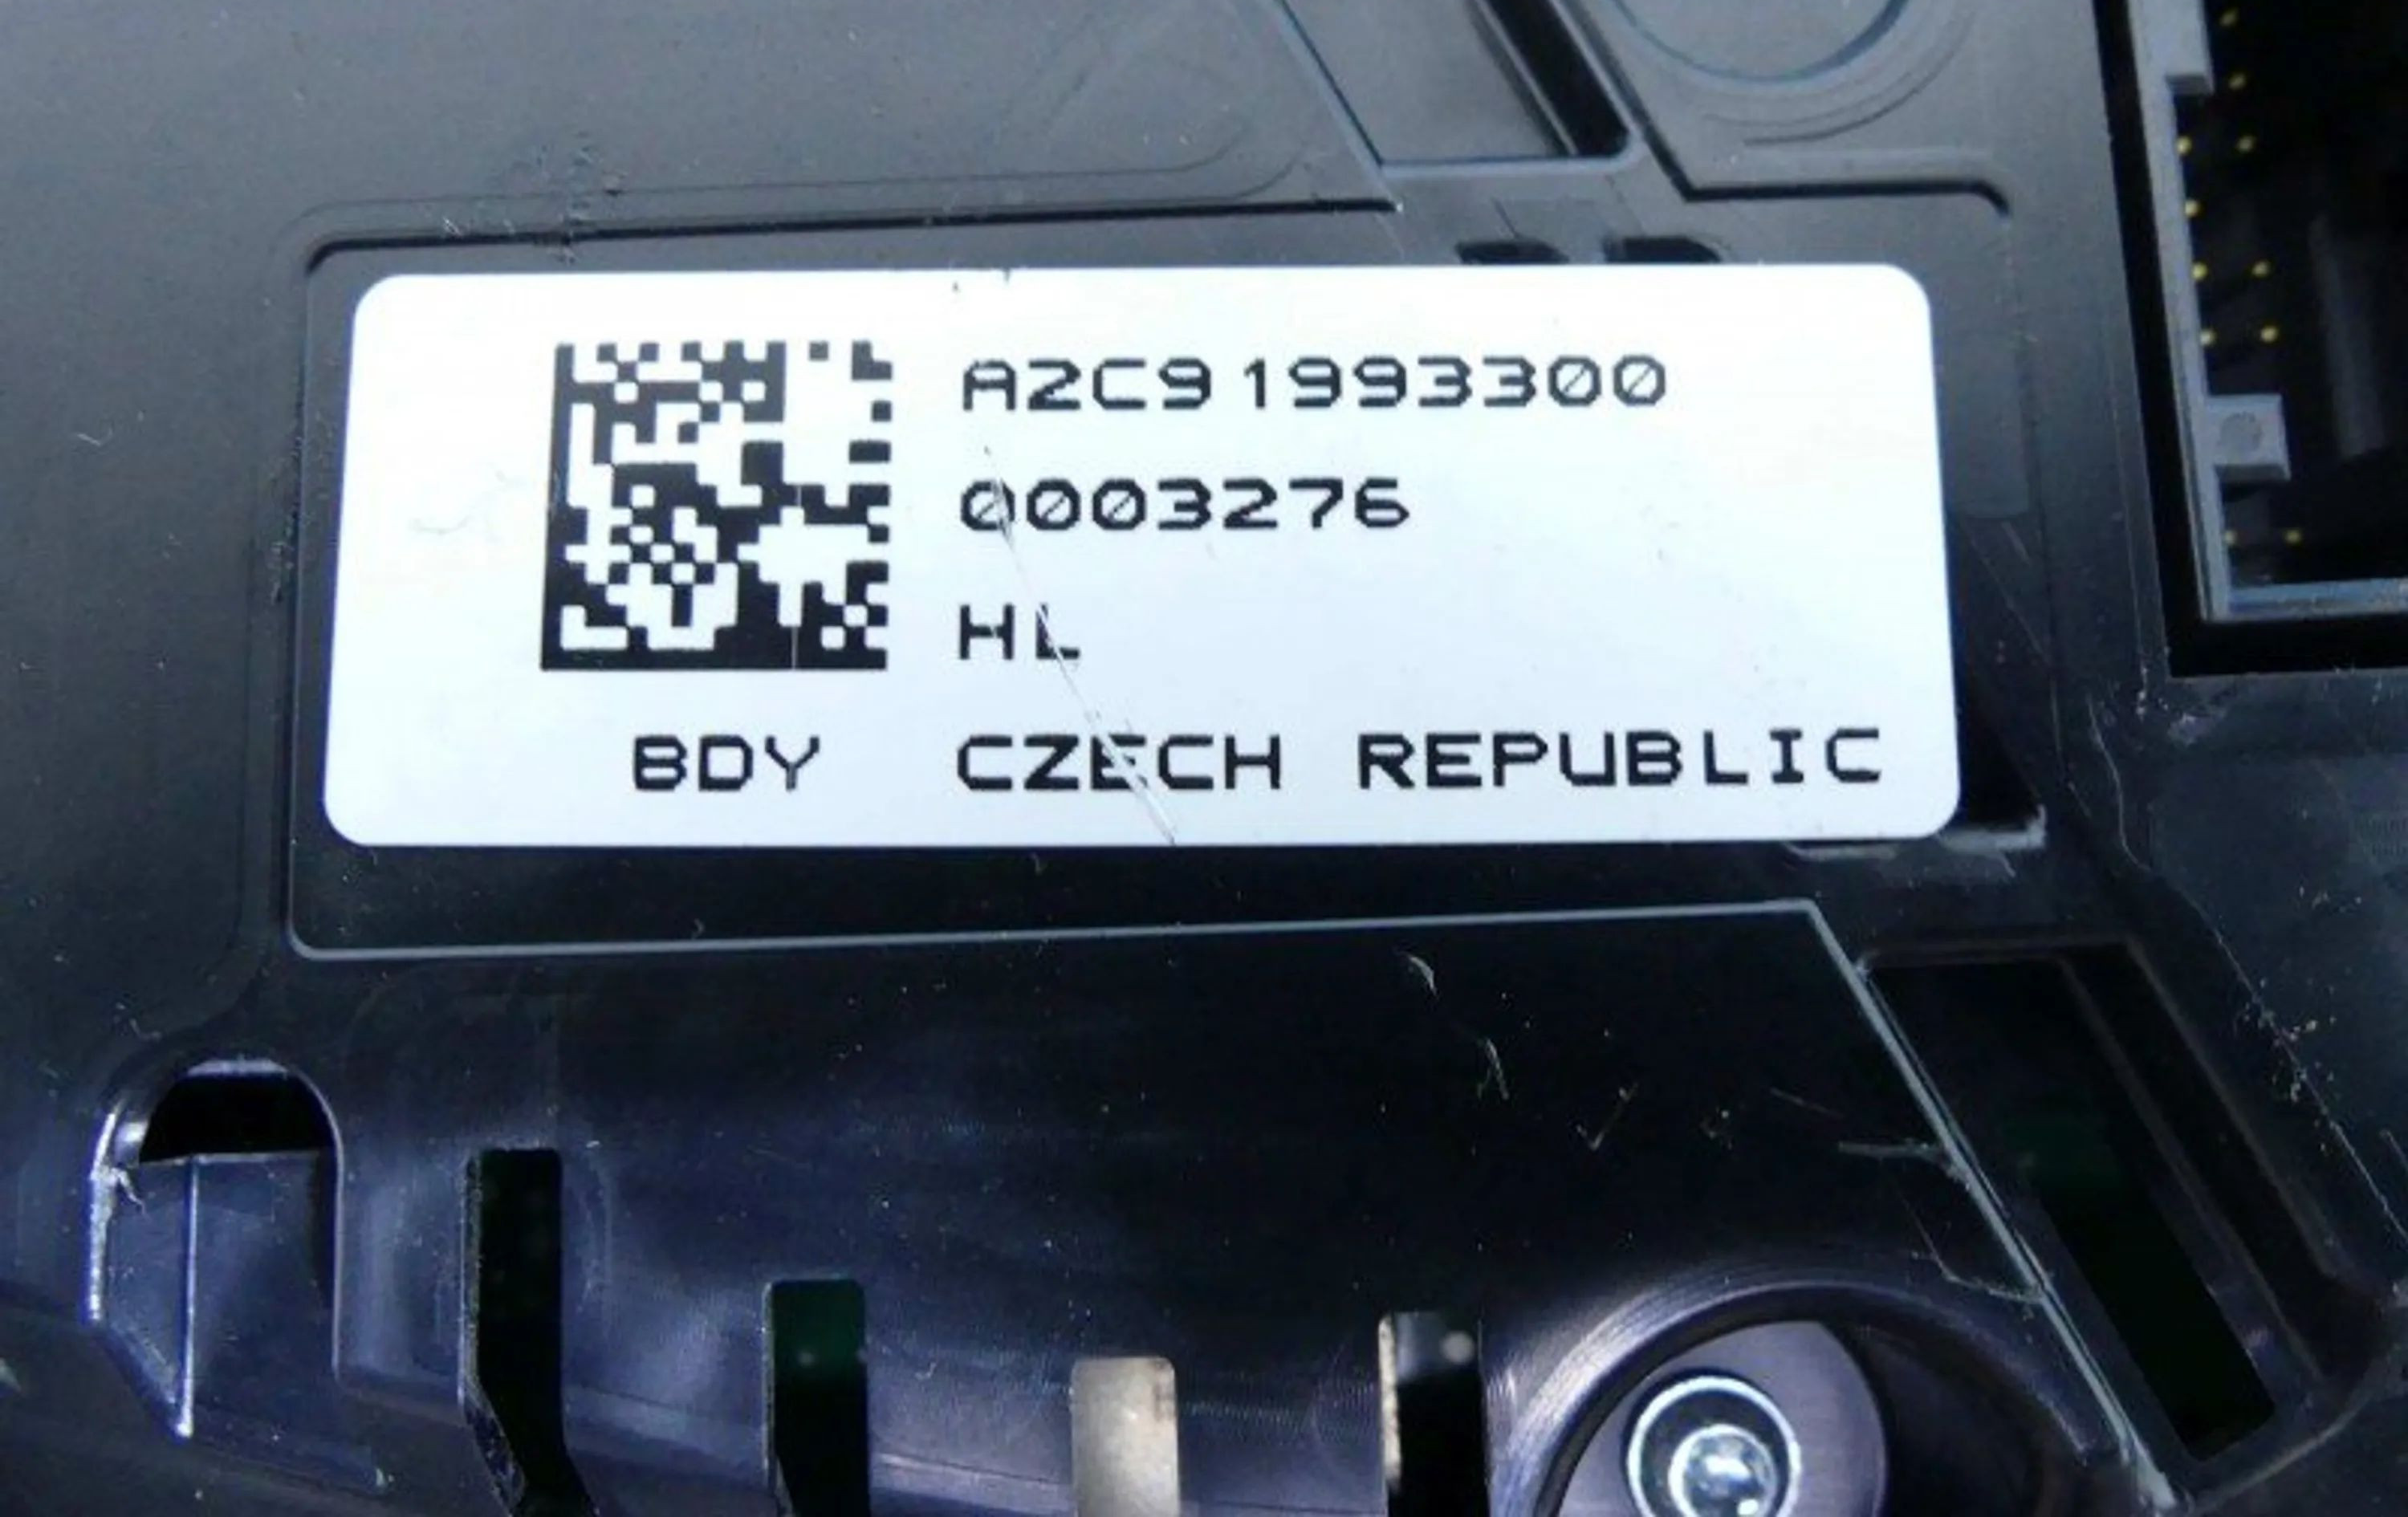 A2C91993300
0003276
HL
BDY CZECH REPUBLIC